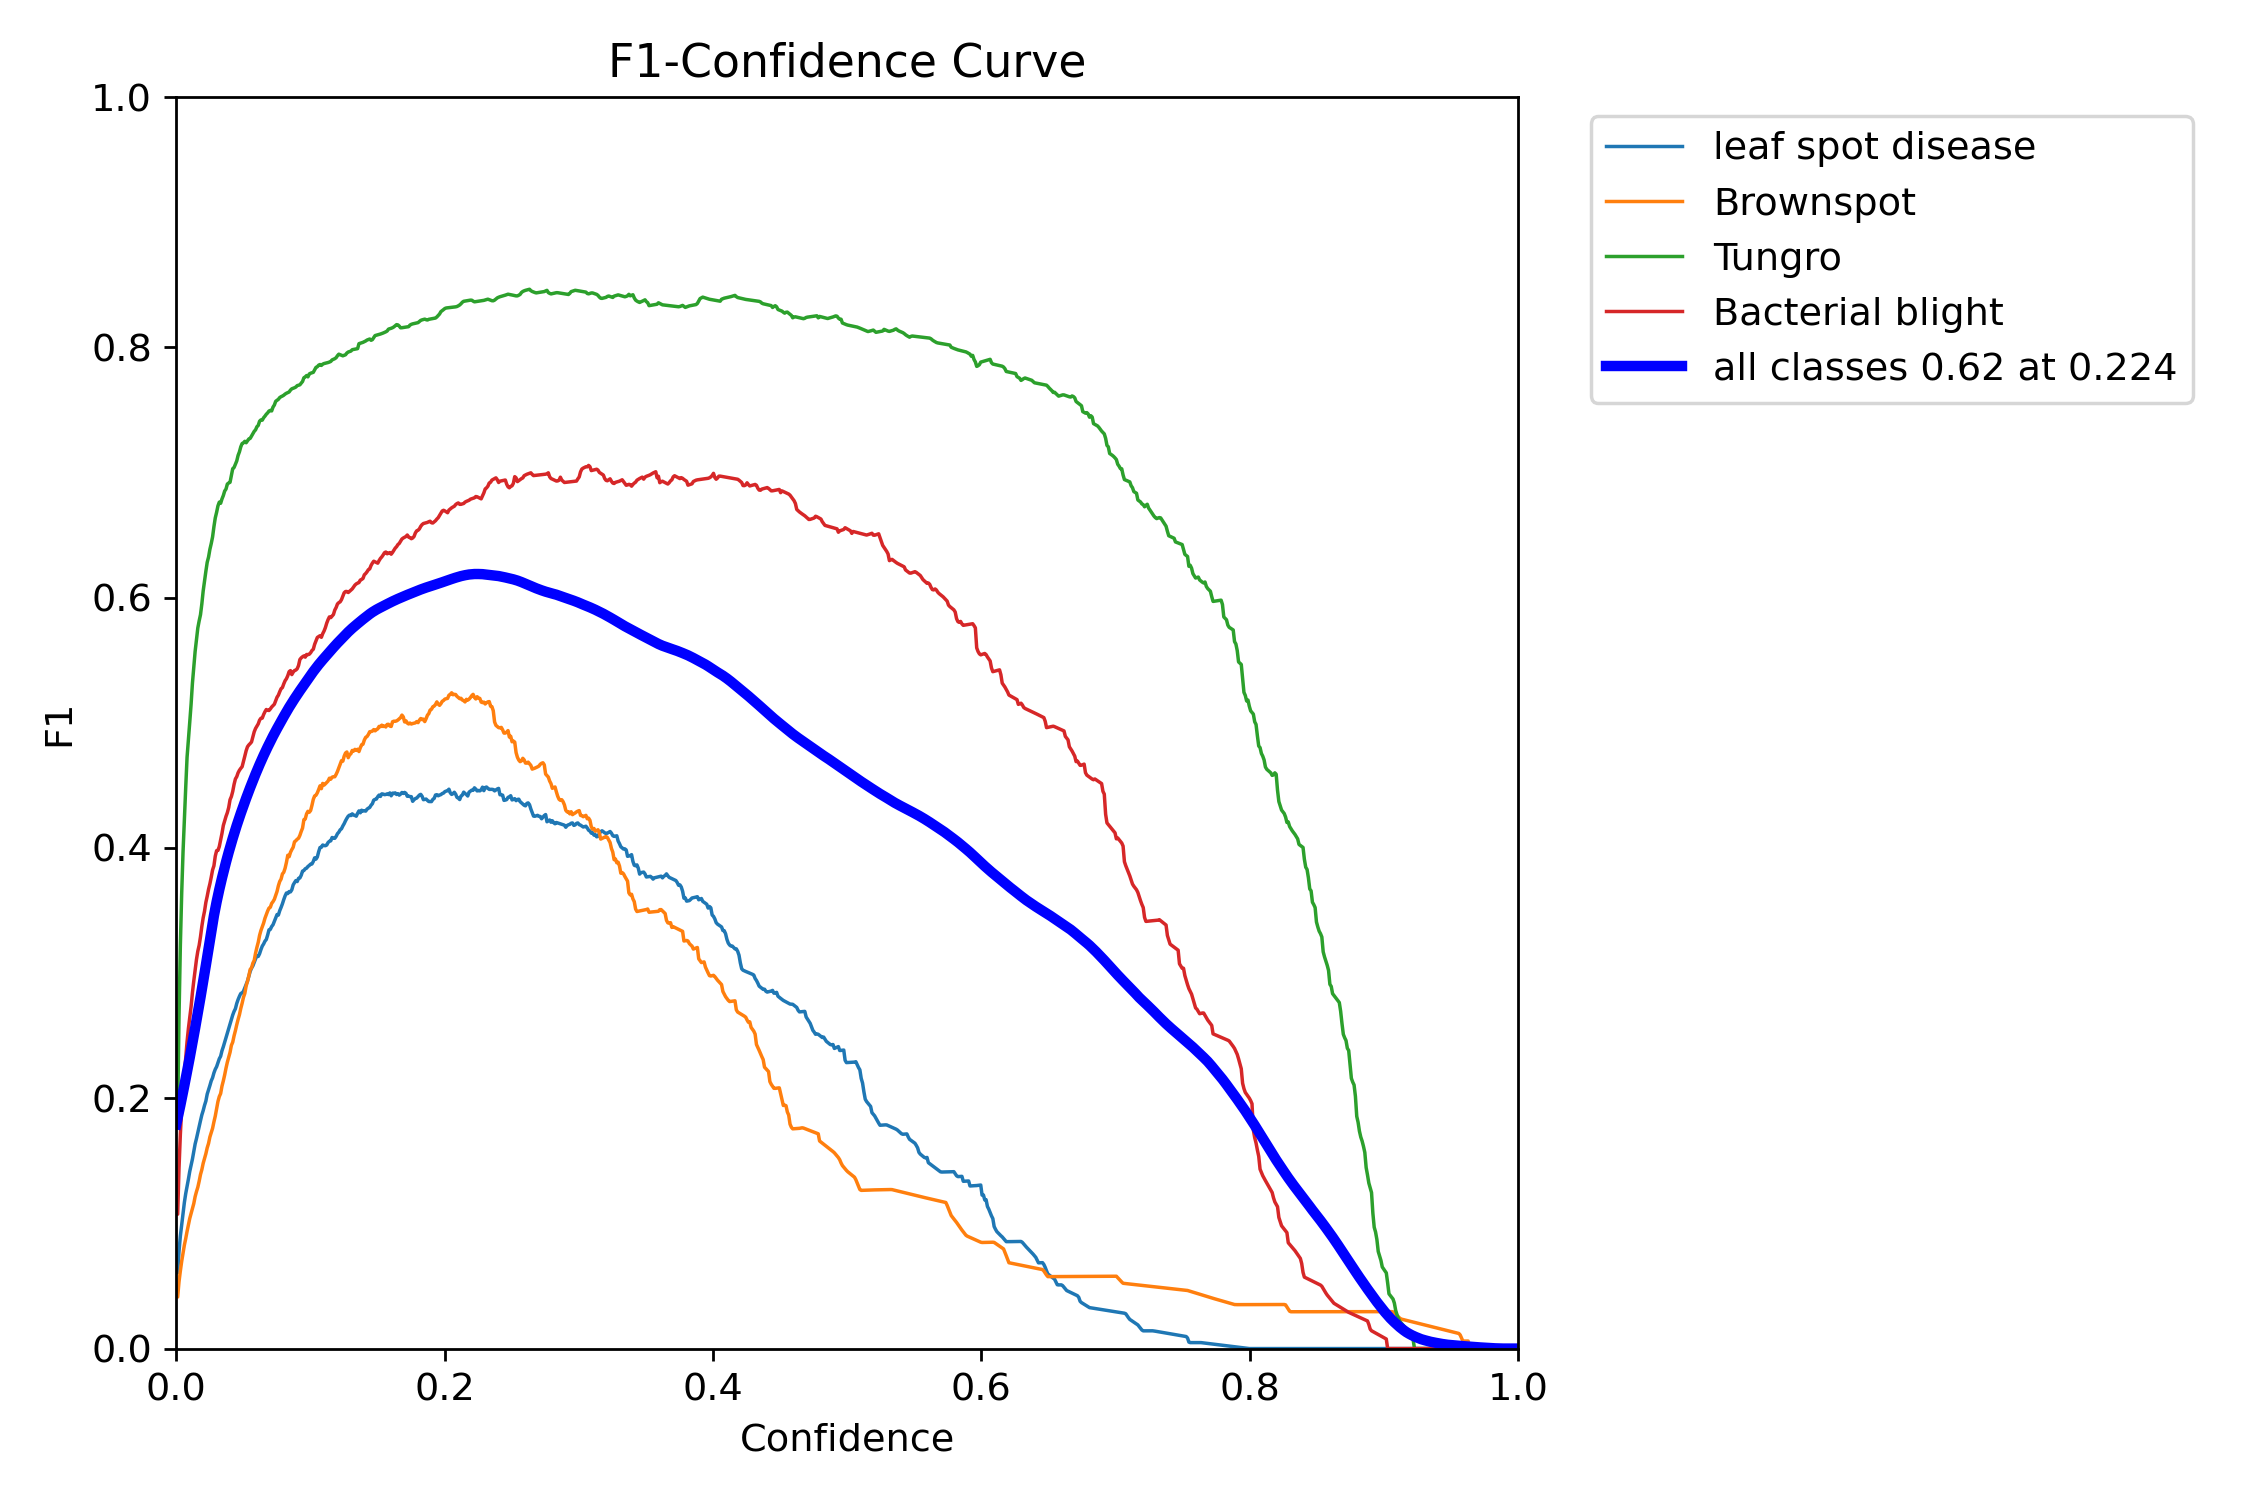 F1-Confidence Curve
1.0
0.8
0.6
0.4
0.2
0.0
F1
0.0 0.2 0.4 0.6 0.8 1.0
Confidence
leaf spot disease
Brownspot
Tungro
Bacterial blight
all classes 0.62 at 0.224